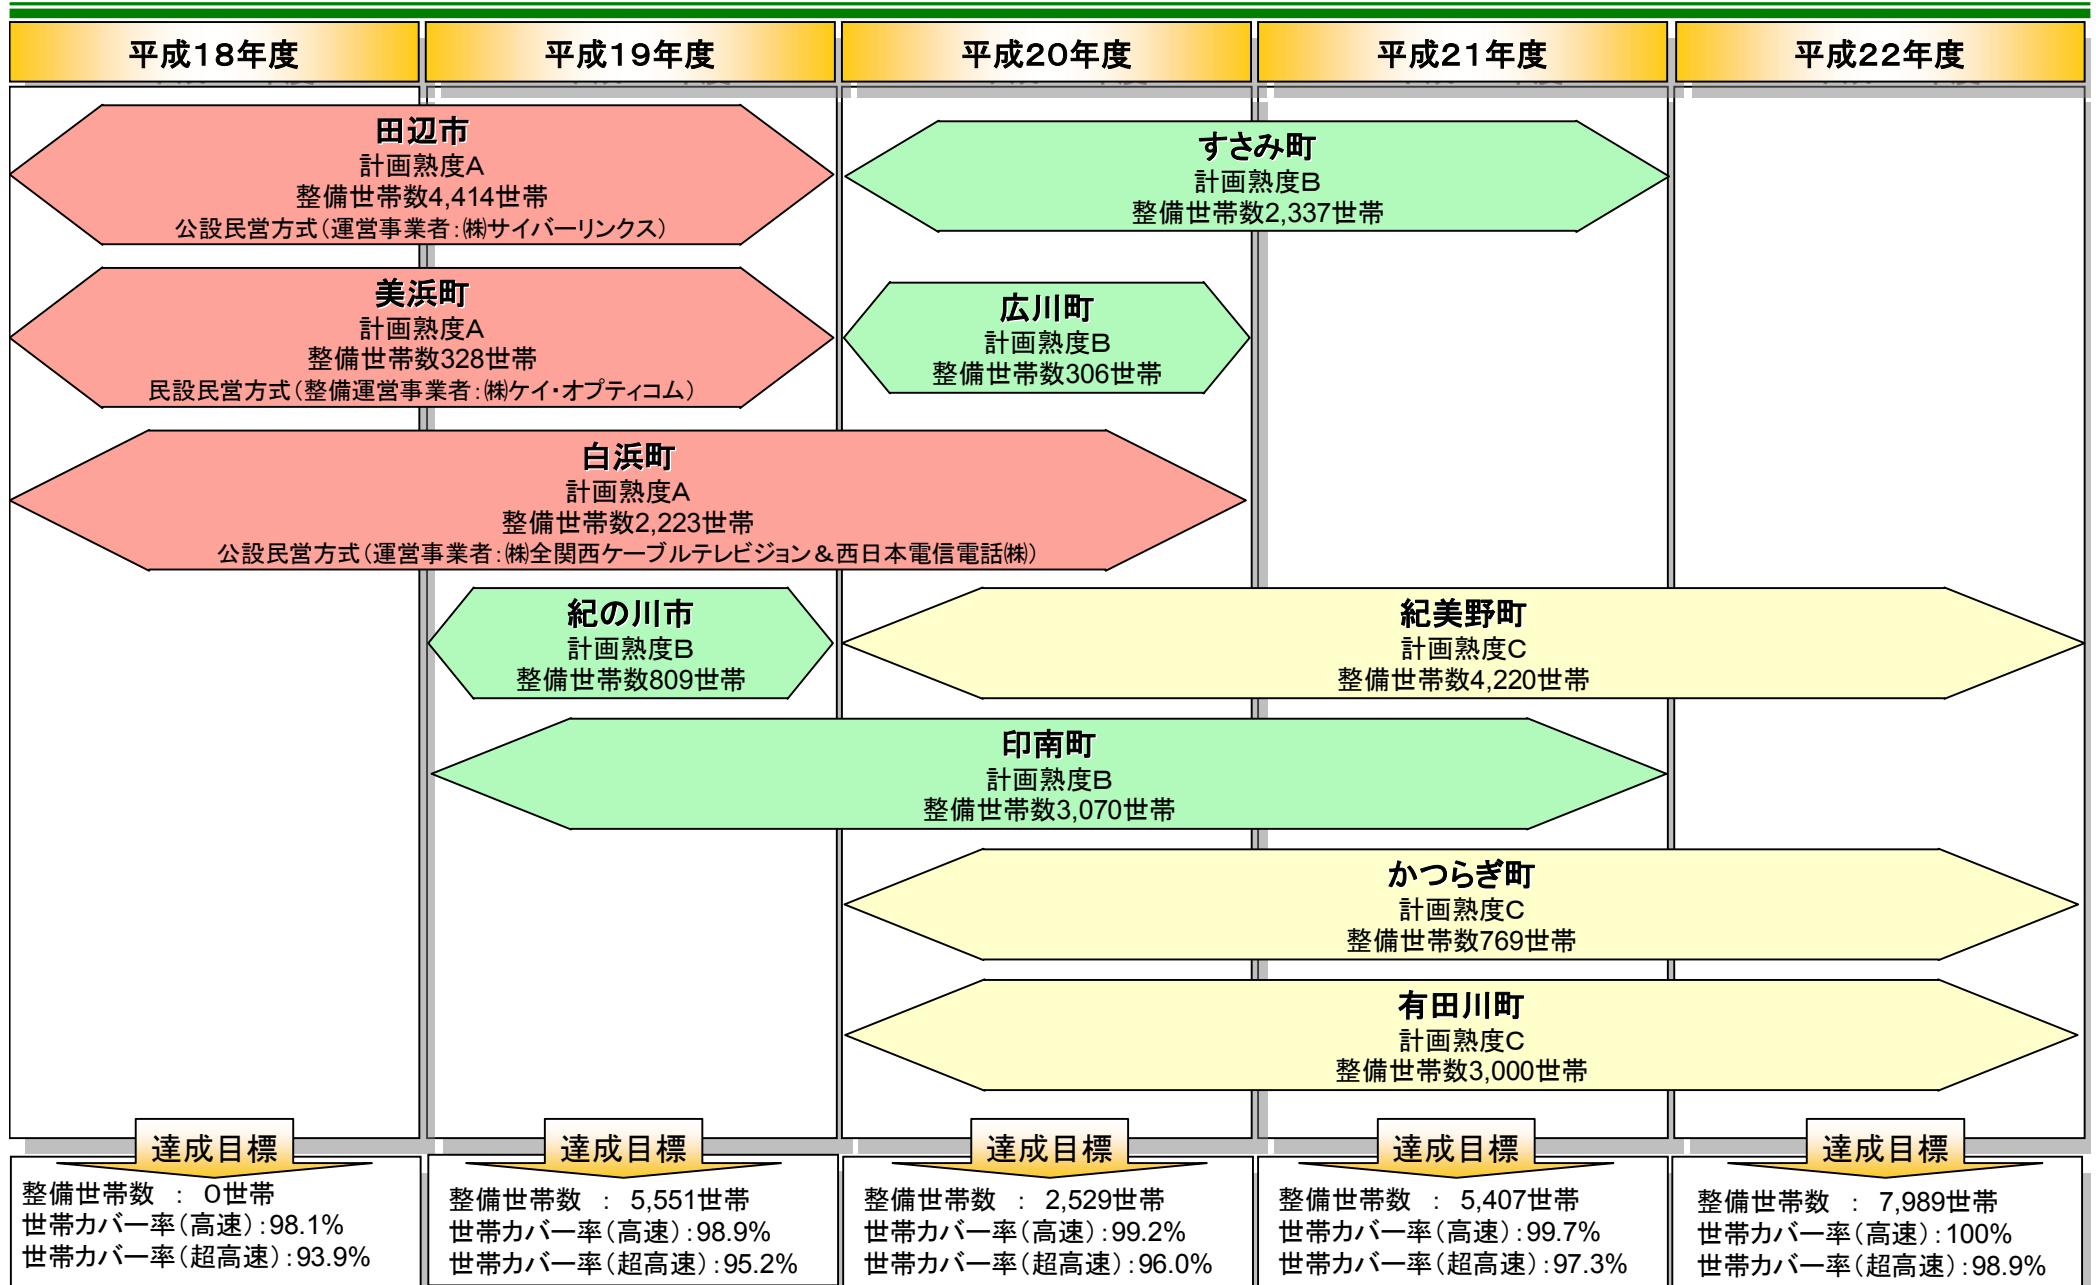 平成18年度
平成19年度
平成20年度
平成21年度
平成22年度
田辺市
計画熟度A
整備世帯数4,414世帯
公設民営方式(運営事業者:㈱サイバーリンクス)
すさみ町
計画熟度B
整備世帯数2,337世帯
美浜町
計画熟度A
整備世帯数328世帯
民設民営方式(整備運営事業者:㈱ケイ・オプティコム)
広川町
計画熟度B
整備世帯数306世帯
白浜町
計画熟度A
整備世帯数2,223世帯
公設民営方式(運営事業者:㈱全関西ケーブルテレビジョン&西日本電信電話㈱)
紀の川市
計画熟度B
整備世帯数809世帯
紀美野町
計画熟度C
整備世帯数4,220世帯
印南町
計画熟度B
整備世帯数3,070世帯
かつらぎ町
計画熟度C
整備世帯数769世帯
有田川町
計画熟度C
整備世帯数3,000世帯
達成目標
整備世帯数 : 0世帯
世帯カバー率(高速):98.1%
世帯カバー率(超高速):93.9%
達成目標
整備世帯数 : 5,551世帯
世帯カバー率(高速):98.9%
世帯カバー率(超高速):95.2%
達成目標
整備世帯数 : 2,529世帯
世帯カバー率(高速):99.2%
世帯カバー率(超高速):96.0%
達成目標
整備世帯数 : 5,407世帯
世帯カバー率(高速):99.7%
世帯カバー率(超高速):97.3%
達成目標
整備世帯数 : 7,989世帯
世帯カバー率(高速):100%
世帯カバー率(超高速):98.9%